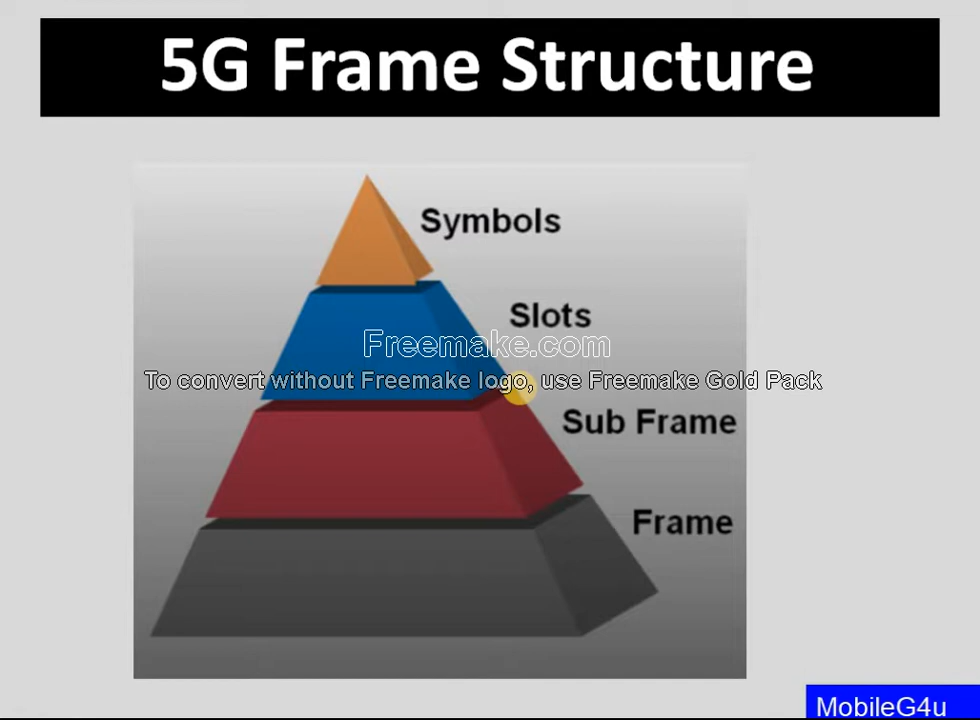 5G Frame Structure
Symbols
Slots
Freemake.com
To convert without Freemake logo, use Freemake Gold Pack
Sub Frame
Frame
MobileG4u